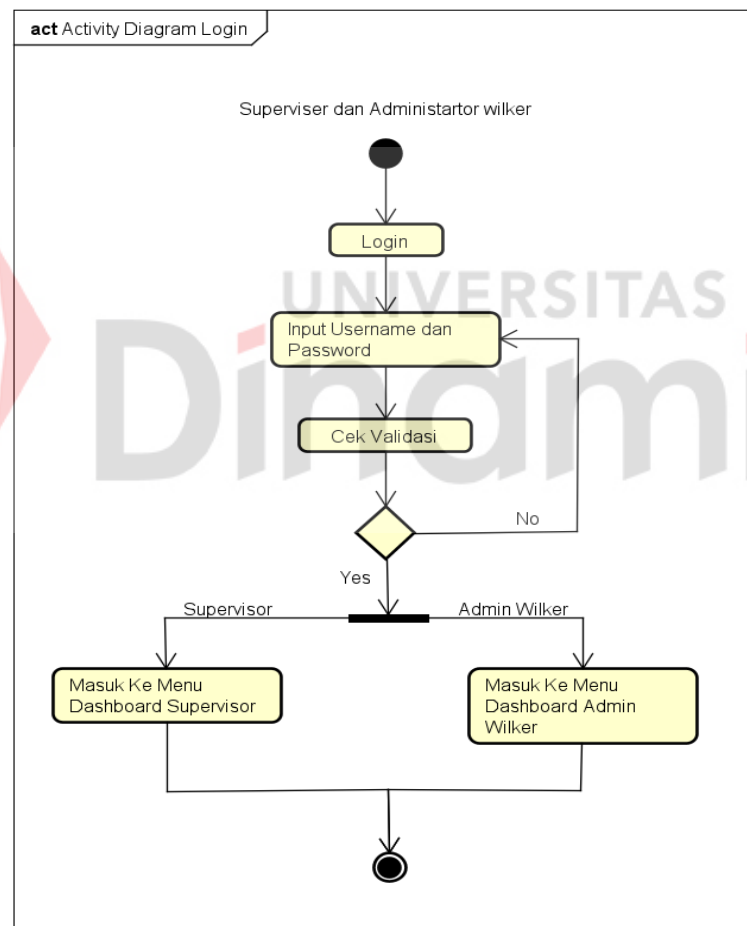 act Activity Diagram Login
Superviser dan Administartor wilker
Login
UNIVERSITAS
Input Username dan
Password
Dinami
Cek Validasi
No
Yes
Supervisor
Admin Wilker
Masuk Ke Menu
Dashboard Supervisor
Masuk Ke Menu
Dashboard Admin
Wilker